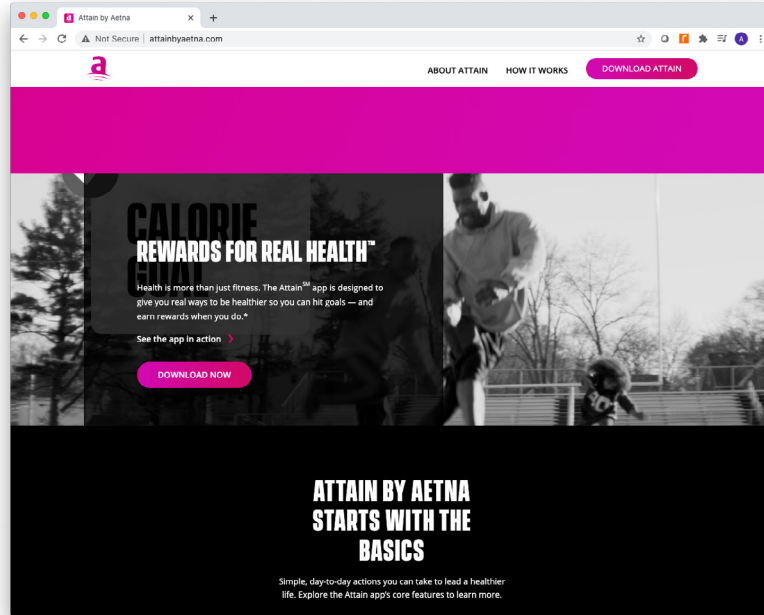 Attain by Aetna
Not Secure | attainbyaetna.com
a
ABOUT ATTAIN
HOW IT WORKS
DOWNLOAD ATTAIN
CALORIE
GOAL
REWARDS FOR REAL HEALTH™
Health is more than just fitness. The Attain℠ app is designed to
give you real ways to be healthier so you can hit goals — and
earn rewards when you do.*
See the app in action
DOWNLOAD NOW
ATTAIN BY AETNA
STARTS WITH THE
BASICS
Simple, day-to-day actions you can take to lead a healthier
life. Explore the Attain app's core features to learn more.